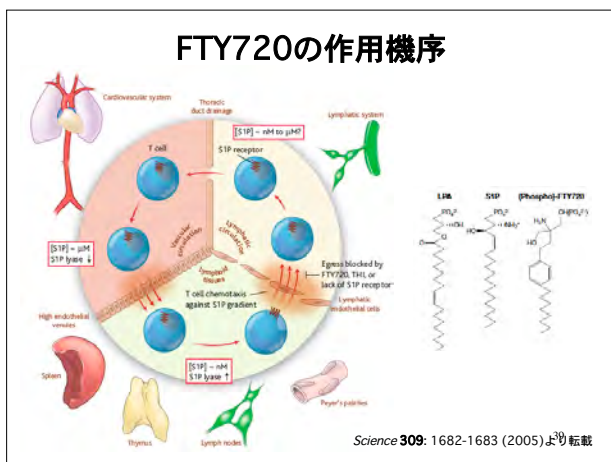 FTY720の作用機序
Cardiovascular system
Thoracic
duct drainage
Lymphatic system
[S1P] ~ nM to μM?
T cell
S1P receptor
LPA
S1P
(Phospho)-FTY720
Vascular
circulation
Lymphatic
circulation
[S1P] ~ μM
S1P lyase ↓
Lymphoid
tissues
Egress blocked by
FTY720, THI, or
lack of S1P receptor
T cell chemotaxis
against S1P gradient
Lymphatic
endothelial cells
High endothelial
venules
[S1P] ~ nM
S1P lyase ↑
Spleen
Peyer's patches
Thymus
Lymph nodes
Science 309: 1682-1683 (2005)より転載